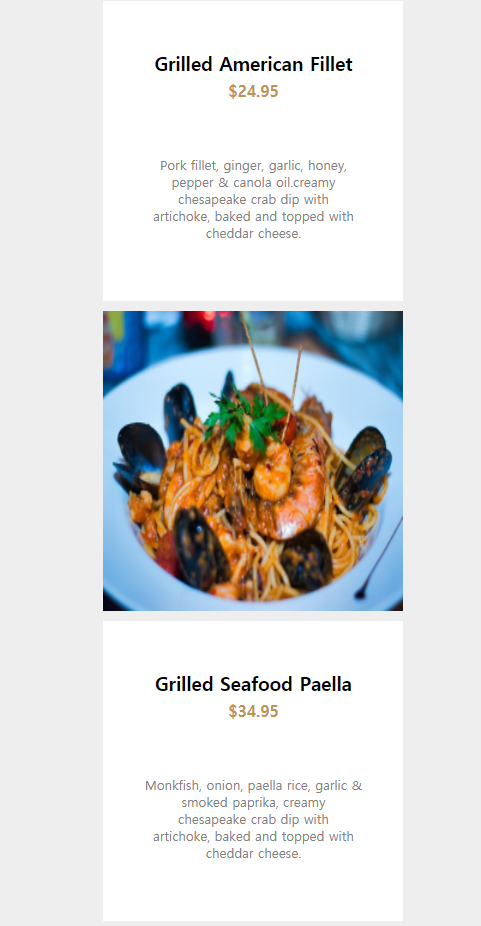 Grilled American Fillet
$24.95
Pork fillet, ginger, garlic, honey,
pepper & canola oil.creamy
chesapeake crab dip with
artichoke, baked and topped with
cheddar cheese.
Grilled Seafood Paella
$34.95
Monkfish, onion, paella rice, garlic &
smoked paprika, creamy
chesapeake crab dip with
artichoke, baked and topped with
cheddar cheese.